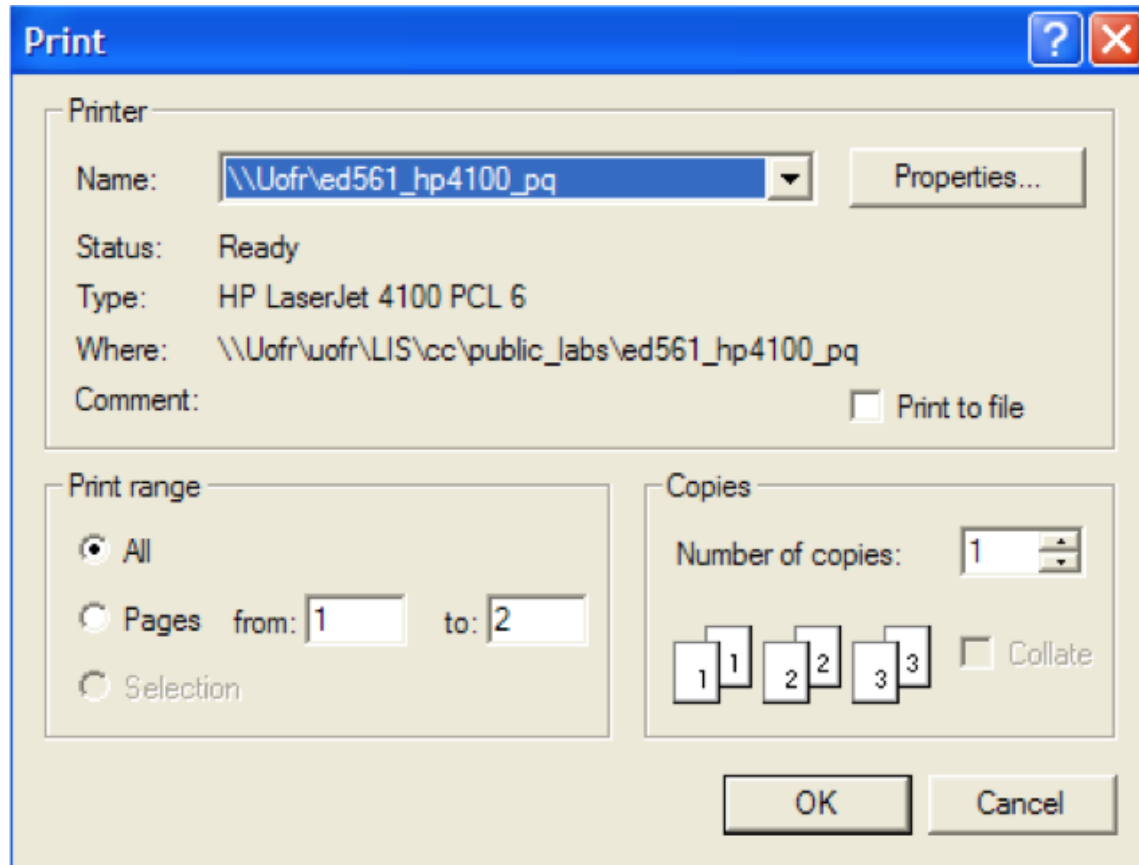 Print
Printer
Name: \\Uofr\ed561_hp4100_pq Properties...
Status: Ready
Type: HP LaserJet 4100 PCL 6
Where: \\Uofr\uofr\LIS\cc\public_labs\ed561_hp4100_pq
Comment: Print to file
Print range
All
Pages from: 1 to: 2
Selection
Copies
Number of copies: 1
1 1 2 2 3 3 Collate
OK Cancel